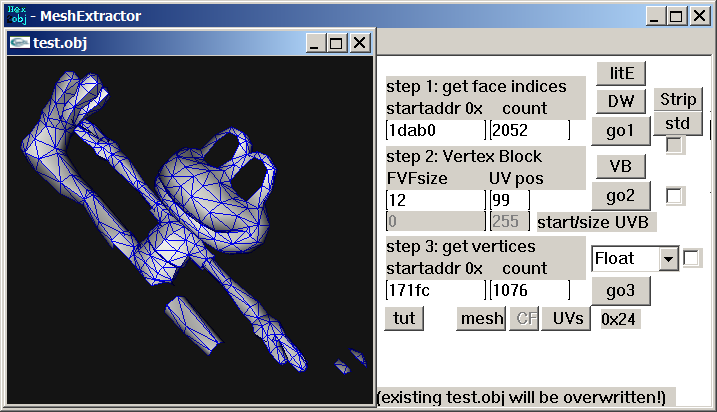 Hex
obj
- MeshExtractor
test.obj
step 1: get face indices
startaddr 0x count
1dab0 2052
litE
DW
go1
Strip
std
step 2: Vertex Block
FVFsize UV pos
12 99
0 255 start/size UVB
VB
go2
step 3: get vertices
startaddr 0x count
171fc 1076
Float
go3
tut mesh CF UVs 0x24
(existing test.obj will be overwritten!)